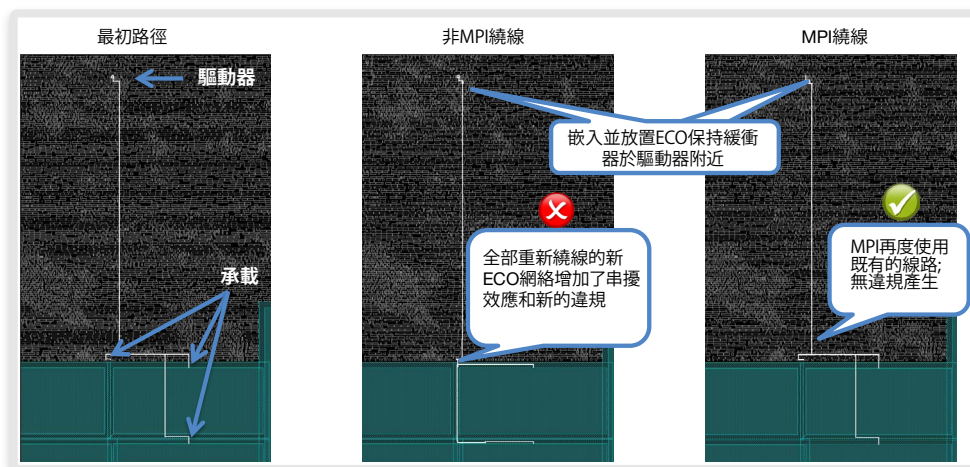 最初路徑
非MPI繞線
MPI繞線
驅動器
嵌入並放置ECO保持緩衝
器於驅動器附近
承載
全部重新繞線的新
ECO網絡增加了串擾
效應和新的違規
MPI再度使用
既有的線路;
無違規產生